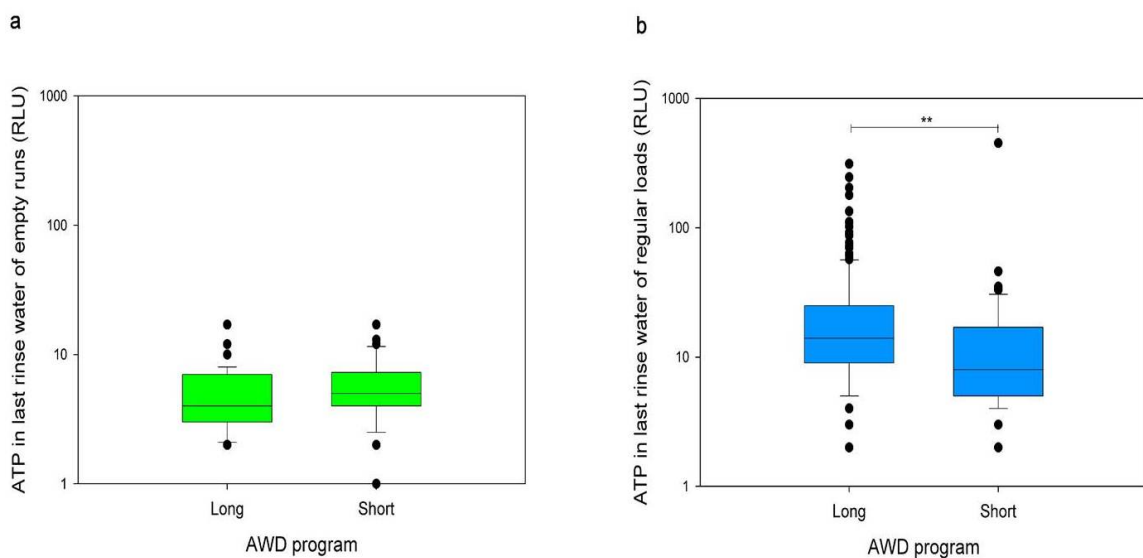 a
ATP in last rinse water of empty runs (RLU)
1000
100
10
1
Long
Short
AWD program
b
ATP in last rinse water of regular loads (RLU)
1000
**
100
10
1
Long
Short
AWD program